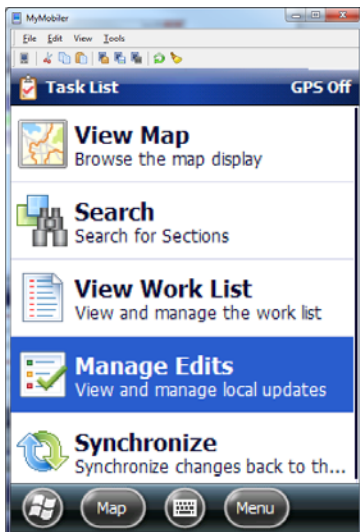 MyMobiler
File Edit View Tools
Task List GPS Off
View Map
Browse the map display
Search
Search for Sections
View Work List
View and manage the work list
Manage Edits
View and manage local updates
Synchronize
Synchronize changes back to th...
Map Menu